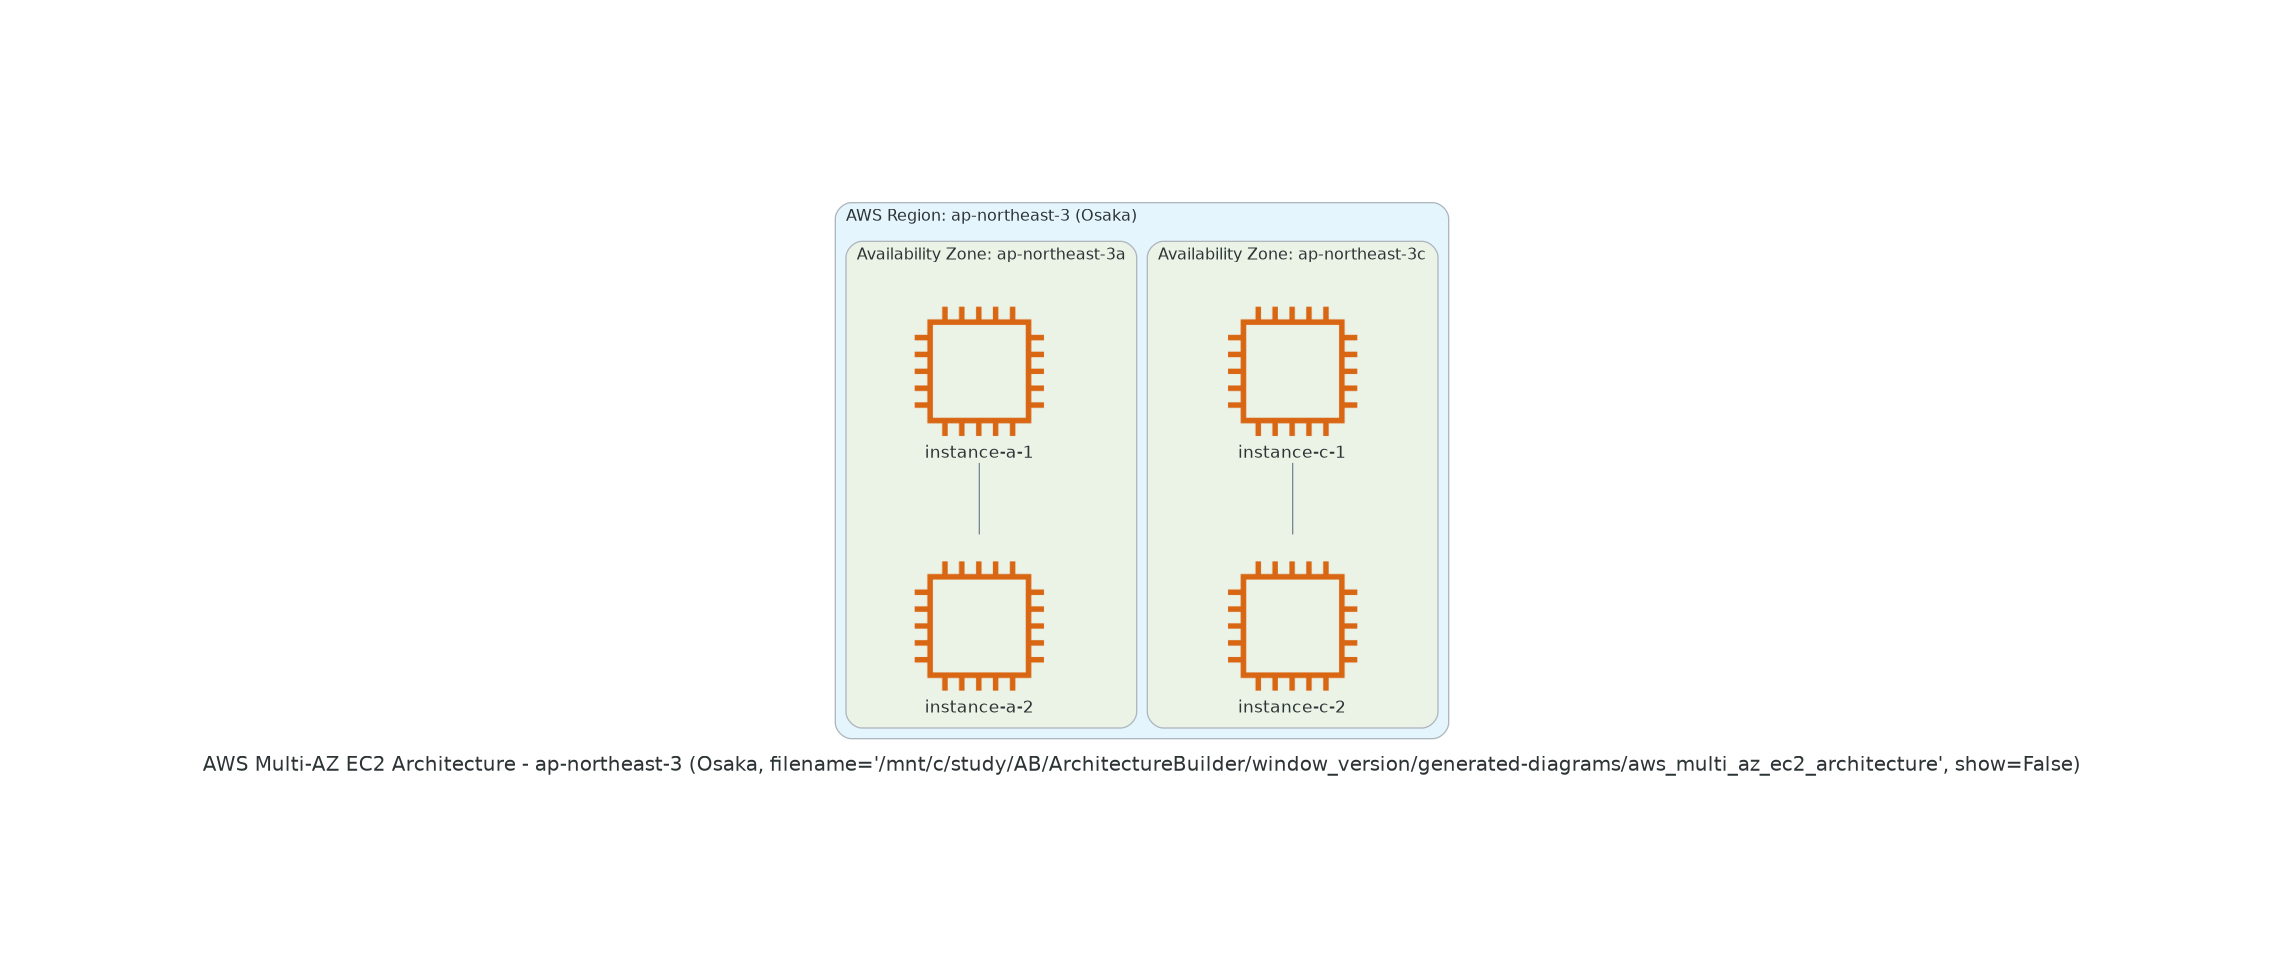 AWS Region: ap-northeast-3 (Osaka)
Availability Zone: ap-northeast-3a
Availability Zone: ap-northeast-3c
instance-a-1
instance-c-1
instance-a-2
instance-c-2
AWS Multi-AZ EC2 Architecture - ap-northeast-3 (Osaka, filename='/mnt/c/study/AB/ArchitectureBuilder/window_version/generated-diagrams/aws_multi_az_ec2_architecture', show=False)